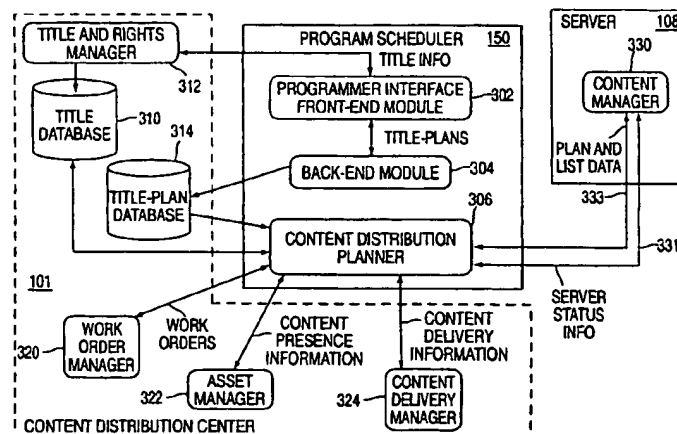 TITLE AND RIGHTS
MANAGER
312
PROGRAM SCHEDULER
150
TITLE INFO
SERVER
108
330
CONTENT
MANAGER
PROGRAMMER INTERFACE
FRONT-END MODULE
302
TITLE
DATABASE
310
314
TITLE-PLANS
PLAN AND
LIST DATA
TITLE-PLAN
DATABASE
BACK-END MODULE
304
306
333
CONTENT DISTRIBUTION
PLANNER
331
101
SERVER
STATUS
INFO
WORK
ORDER
MANAGER
320
WORK
ORDERS
CONTENT
PRESENCE
INFORMATION
CONTENT
DELIVERY
INFORMATION
ASSET
MANAGER
322
324
CONTENT
DELIVERY
MANAGER
CONTENT DISTRIBUTION CENTER